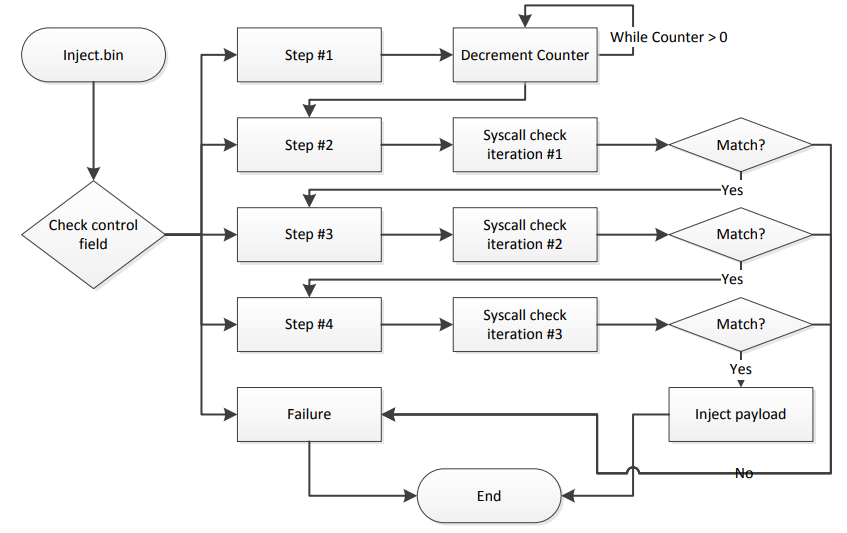 Inject.bin
Step #1
Decrement Counter
While Counter > 0
Step #2
Syscall check
iteration #1
Match?
Yes
Check control
field
Step #3
Syscall check
iteration #2
Match?
Yes
Step #4
Syscall check
iteration #3
Match?
Yes
Failure
Inject payload
No
End